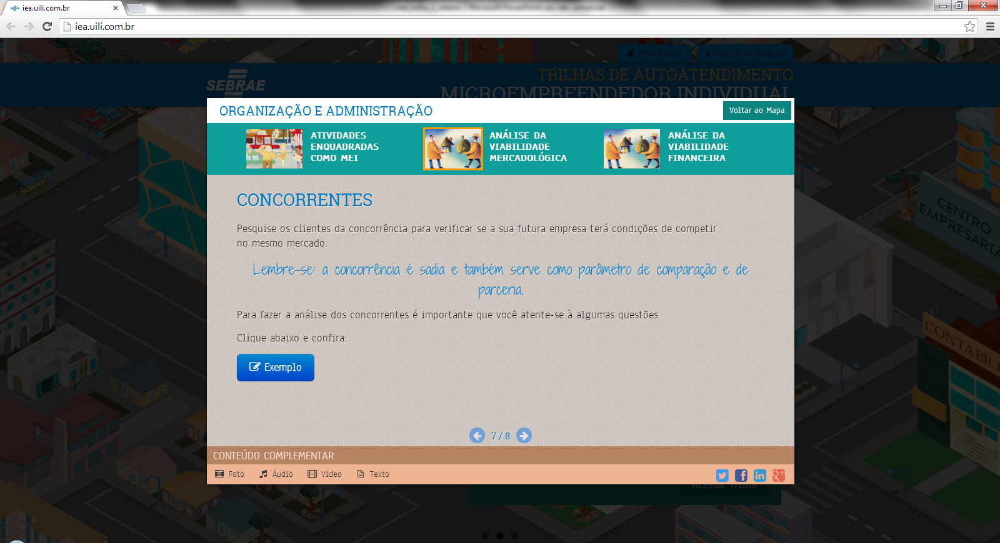 iea.uili.com.br
iea.uili.com.br
MEUS DADOS
GUIA DE NAVEGAÇÃO
SEBRAE
TRILHAS DE AUTOATENDIMENTO
MICROEMPREENDEDOR INDIVIDUAL
ORGANIZAÇÃO E ADMINISTRAÇÃO
Voltar ao Mapa
ATIVIDADES
ENQUADRADAS
COMO MEI
ANÁLISE DA
VIABILIDADE
MERCADOLÓGICA
ANÁLISE DA
VIABILIDADE
FINANCEIRA
CONCORRENTES
Pesquise os clientes da concorrência para verificar se a sua futura empresa terá condições de competir
no mesmo mercado.
Lembre-se: a concorrência é sadia e também serve como parâmetro de comparação e de
parceria.
Para fazer a análise dos concorrentes é importante que você atente-se à algumas questões.
Clique abaixo e confira:
Exemplo
7 / 8
CONTEÚDO COMPLEMENTAR
Foto
Áudio
Vídeo
Texto
Acessar Trilha
CENTRO
EMPRESARIA
CONTABILI